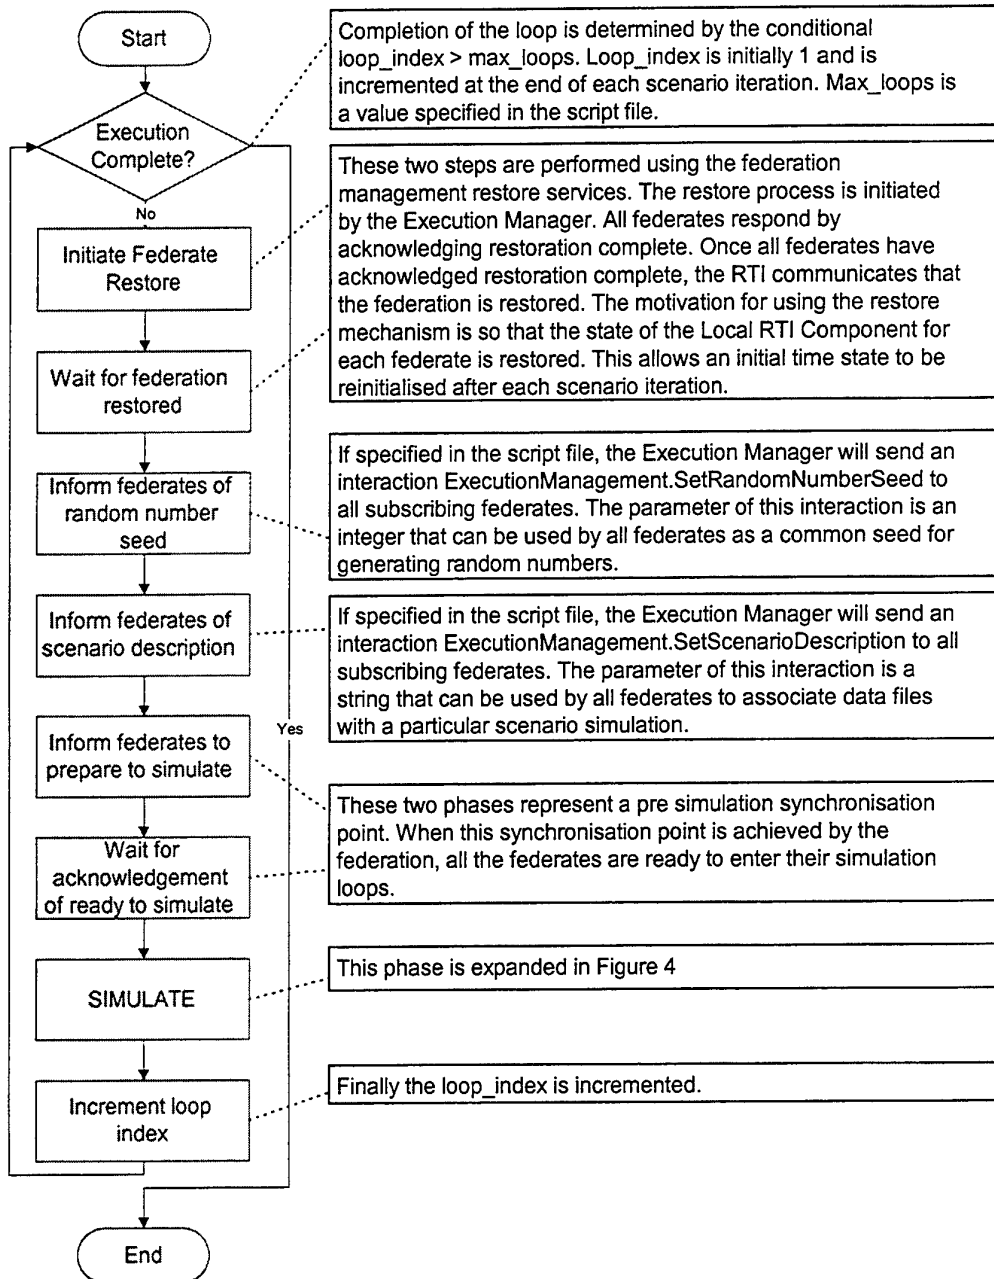 Start
Completion of the loop is determined by the conditional
loop_index > max_loops. Loop_index is initially 1 and is
incremented at the end of each scenario iteration. Max_loops is
a value specified in the script file.
Execution
Complete?
No
These two steps are performed using the federation
management restore services. The restore process is initiated
by the Execution Manager. All federates respond by
acknowledging restoration complete. Once all federates have
acknowledged restoration complete, the RTI communicates that
the federation is restored. The motivation for using the restore
mechanism is so that the state of the Local RTI Component for
each federate is restored. This allows an initial time state to be
reinitialised after each scenario iteration.
Initiate Federate
Restore
Wait for federation
restored
If specified in the script file, the Execution Manager will send an
interaction ExecutionManagement.SetRandomNumberSeed to
all subscribing federates. The parameter of this interaction is an
integer that can be used by all federates as a common seed for
generating random numbers.
Inform federates of
random number
seed
If specified in the script file, the Execution Manager will send an
interaction ExecutionManagement.SetScenarioDescription to all
subscribing federates. The parameter of this interaction is a
string that can be used by all federates to associate data files
with a particular scenario simulation.
Inform federates of
scenario description
Yes
Inform federates to
prepare to simulate
These two phases represent a pre simulation synchronisation
point. When this synchronisation point is achieved by the
federation, all the federates are ready to enter their simulation
loops.
Wait for
acknowledgement
of ready to simulate
This phase is expanded in Figure 4
SIMULATE
Finally the loop_index is incremented.
Increment loop
index
End